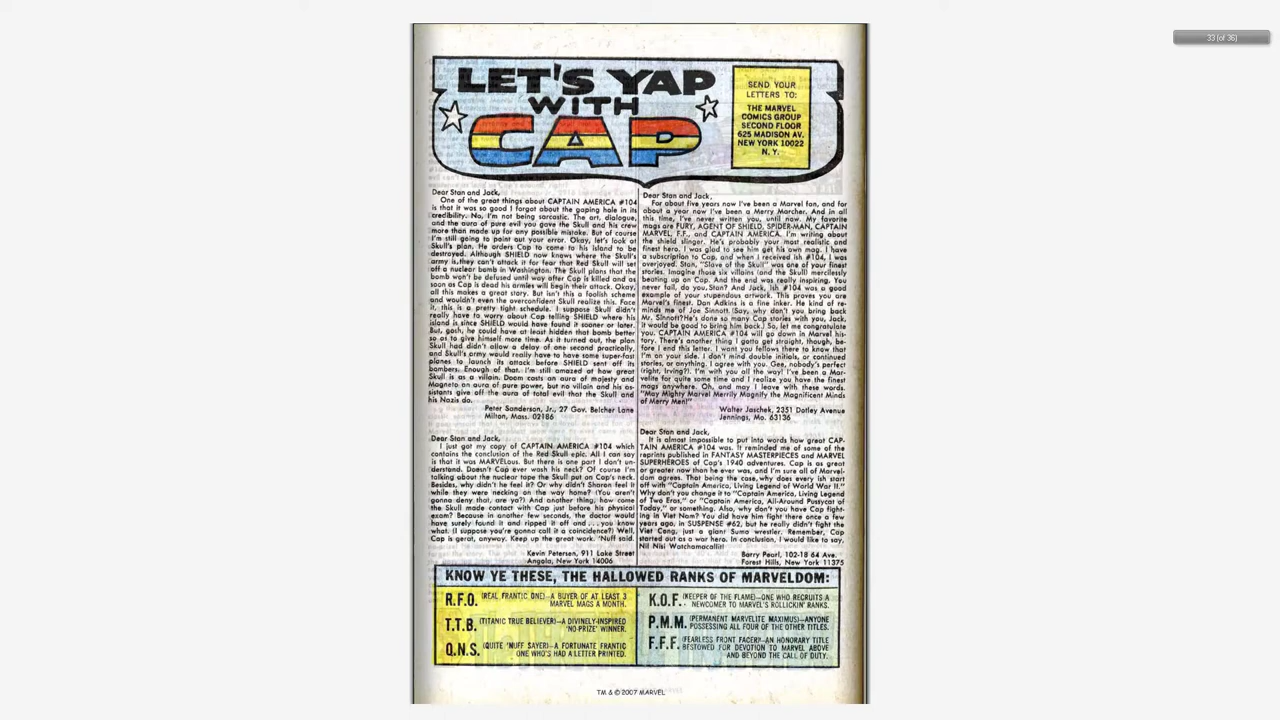 33 (of 36)
LET'S YAP
WITH
CAP
SEND YOUR
LETTERS TO:
THE MARVEL
COMICS GROUP
SECOND FLOOR
625 MADISON AV.
NEW YORK 10022
N. Y.
Dear Stan and Jack,
One of the great things about CAPTAIN AMERICA #104
is that it was so good I forgot about the gaping hale in its
credibility. No, I'm not being sarcastic. The art, dialogue,
and the aura of pure evil you gave the Skull and his crew
more than made up for any possible mistake. But of course
I'm still going to point out your error. Okay, let's look at
Skull's plan. He orders Cap to come to his island to be
destroyed. Although SHIELD now knows where the Skull's
army is, they can't attack it for fear that Red Skull will set
off a nuclear bomb in Washington. The Skull plans that the
bomb won't be defused until way after Cap is killed and as
soon as Cap is dead his armies will begin their attack. Okay,
all this makes a great story. But isn't this a foolish scheme
and wouldn't even the overconfident Skull realize this. Face
it, this is a pretty tight schedule. I suppose Skull didn't
really have to worry about Cap telling SHIELD where his
island is since SHIELD would have found it sooner or later.
But, gosh, he could have at least hidden that bomb better
so as to give himself more time. As it turned out, the plan
Skull had didn't allow a delay of one second practically,
and Skull's army would really have to have some super-fast
planes to launch its attack before SHIELD sent off its
bombers. Enough of that. I'm still amazed at how great
Skull is as a villain. Doom casts an aura of majesty and
Magneto an aura of pure power, but no villain and his as-
sistants give off the aura of total evil that the Skull and
his Nazis do.
Peter Sanderson, Jr., 27 Gov. Belcher Lane
Milton, Mass. 02186
Dear Stan and Jack,
I just got my copy of CAPTAIN AMERICA #104 which
contains the conclusion of the Red Skull epic. All I can say
is that it was MARVELous. But there is one part I don't un-
derstand. Doesn't Cap ever wash his neck? Of course I'm
talking about the nuclear tape the Skull put on Cap's neck.
Besides, why didn't he feel it? Or why didn't Sharon feel it
while they were necking on the way home? (You aren't
gonna deny that, are ya?) And another thing, how come
the Skull made contact with Cap just before his physical
exam? Because in another few seconds, the doctor would
have surely found it and ripped it off and . . . you know
what. (I suppose you're gonna call it a coincidence?) Well,
Cap is gerat, anyway. Keep up the great work. 'Nuff said.
Kevin Petersen, 911 Lake Street
Angola, New York 14006
Dear Stan and Jack,
For about five years now I've been a Marvel fan, and for
about a year now I've been a Merry Marcher. And in all
this time, I've never written you, until now. My favorite
mags are FURY, AGENT OF SHIELD, SPIDER-MAN, CAPTAIN
MARVEL, F.F., and CAPTAIN AMERICA. I'm writing about
the shield slinger. He's probably your most realistic and
finest hero. I was glad to see him get his own mag. I have
a subscription to Cap, and when I received ish #104, I was
overjoyed. Stan, "Slave of the Skull" was one of your finest
stories. Imagine those six villains (and the Skull) mercilessly
beating up on Cap. And the end was really inspiring. You
never fail, do you, Stan? And Jack, ish #104 was a good
example of your stupendous artwork. This proves you are
Marvel's finest. Dan Adkins is a fine inker. He kind of re-
minds me of Joe Sinnott. (Say, why don't you bring back
Mr. Sinnott?He's done so many Cap stories with you, Jack,
it would be good to bring him back.) So, let me congratulate
you. CAPTAIN AMERICA #104 will go down in Marvel his-
tory. There's another thing I gotta get straight, though, be-
fore I end this letter. I want you fellows there to know that
I'm on your side. I don't mind double initials, or continued
stories, or anything. I agree with you. Gee, nobody's perfect
(right, Irving?). I'm with you all the way! I've been a Mar-
velite for quite some time and I realize you have the finest
mags anywhere. Oh, and may I leave with these words.
"May Mighty Marvel Merrily Magnify the Magnificent Minds
of Merry Men!"
Walter Jaschek, 2351 Dotley Avenue
Jennings, Mo. 63136
Dear Stan and Jack,
It is almost impossible to put into words how great CAP-
TAIN AMERICA #104 was. It reminded me of some of the
reprints published in FANTASY MASTERPIECES and MARVEL
SUPERHEROES of Cap's 1940 adventures. Cap is as great
or greater now than he ever was, and I'm sure all of Marvel-
dom agrees. That being the case, why does every ish start
off with "Captain America, Living Legend of World War II."
Why don't you change it to "Captain America, Living Legend
of Two Eras," or "Captain America, All-Around Pussycat of
Today," or something. Also, why don't you have Cap fight-
ing in Viet Nam? You did have him fight there once a few
years ago, in SUSPENSE #62, but he really didn't fight the
Viet Cong, just a giant Sumo wrestler. Remember, Cap
started out as a war hero. In conclusion, I would like to say,
Nil Nisi Watchamacallit!
Barry Pearl, 102-18 64 Ave.
Forest Hills, New York 11375
KNOW YE THESE, THE HALLOWED RANKS OF MARVELDOM:
R.F.O. (REAL FRANTIC ONE)—A BUYER OF AT LEAST 3
MARVEL MAGS A MONTH.
T.T.B. (TITANIC TRUE BELIEVER)—A DIVINELY-INSPIRED
'NO-PRIZE' WINNER.
Q.N.S. (QUITE 'NUFF SAYER)—A FORTUNATE FRANTIC
ONE WHO'S HAD A LETTER PRINTED.
K.O.F. (KEEPER OF THE FLAME)—ONE WHO RECRUITS A
NEWCOMER TO MARVEL'S ROLLICKIN' RANKS.
P.M.M. (PERMANENT MARVELITE MAXIMUS)—ANYONE
POSSESSING ALL FOUR OF THE OTHER TITLES.
F.F.F. (FEARLESS FRONT FACER)—AN HONORARY TITLE
BESTOWED FOR DEVOTION TO MARVEL ABOVE
AND BEYOND THE CALL OF DUTY.
TM & © 2007 MARVEL